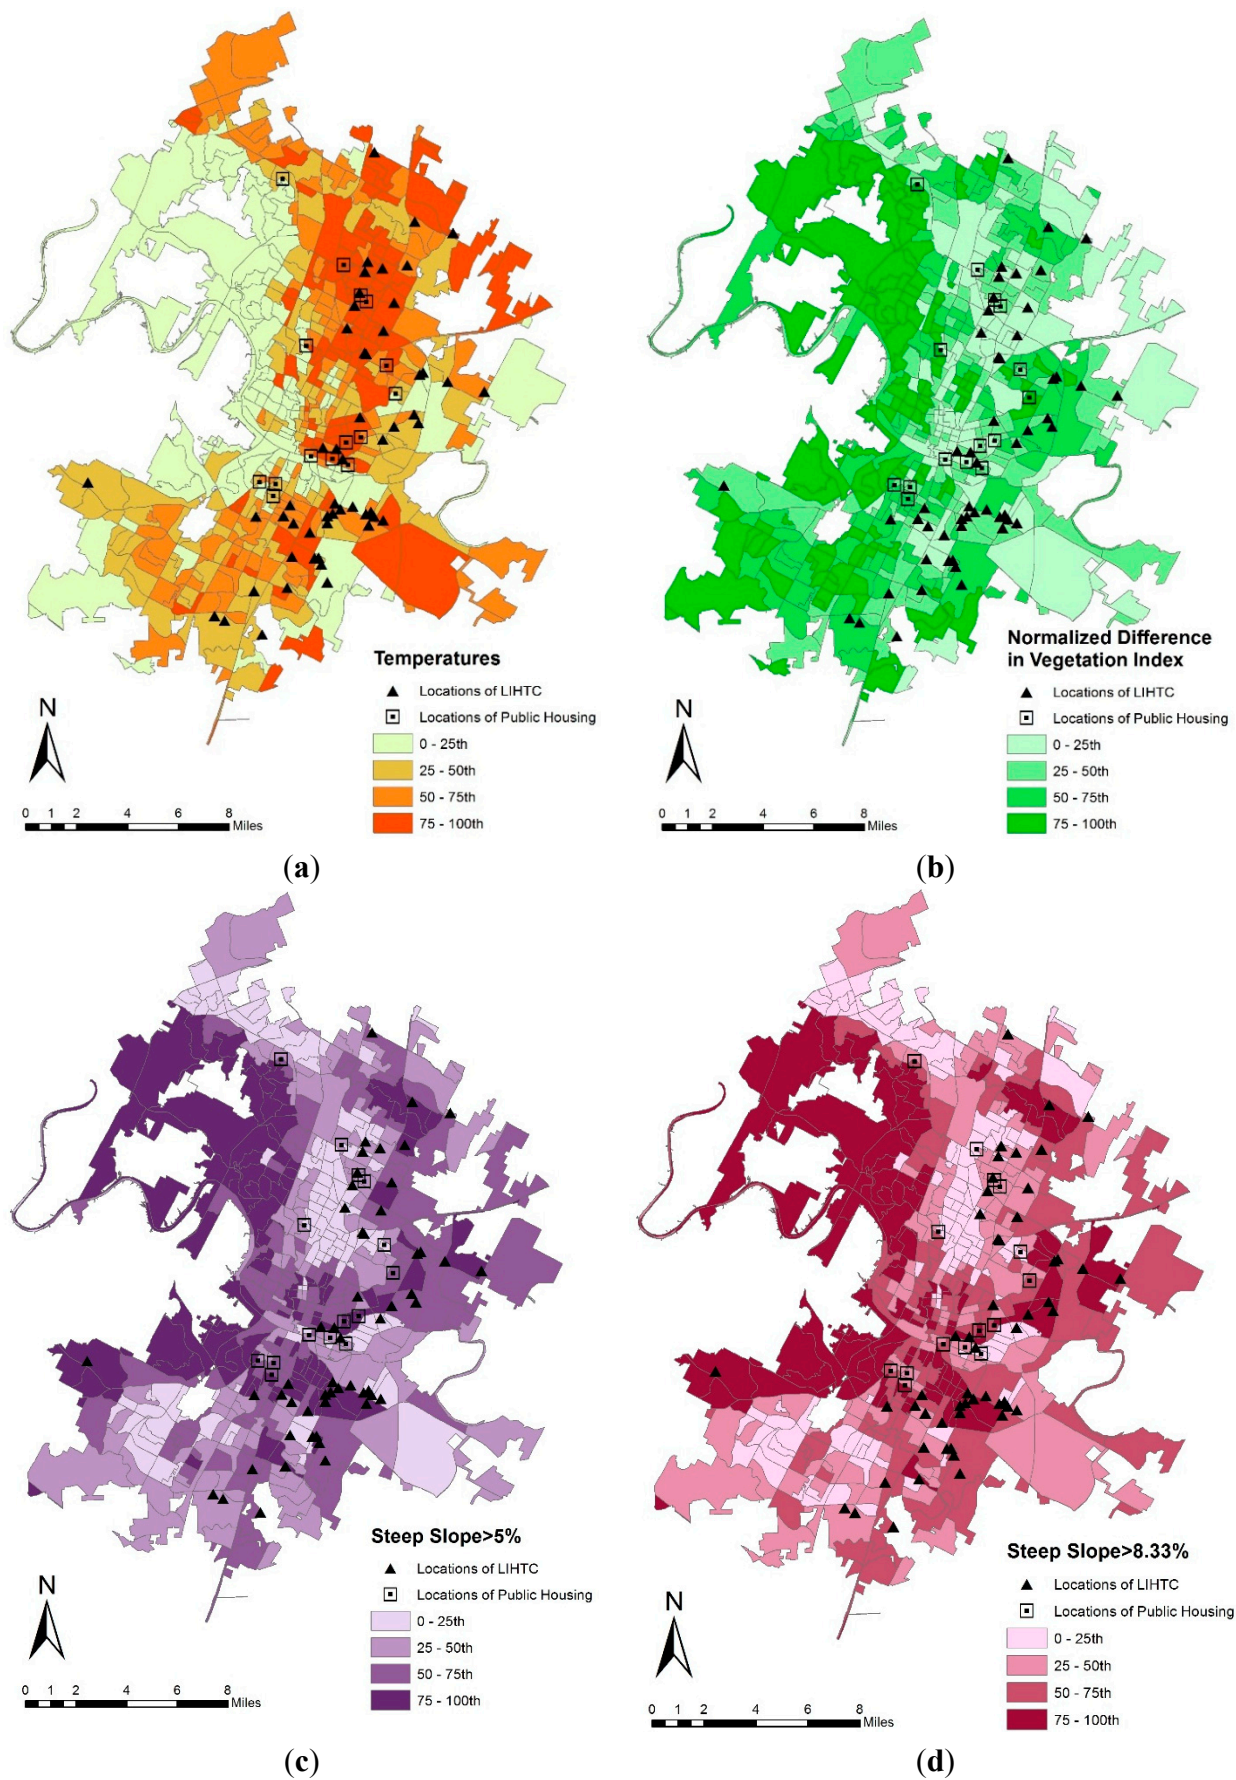 Temperatures
Locations of LIHTC
Locations of Public Housing
0 - 25th
25 - 50th
50 - 75th
75 - 100th
N
0 1 2 4 6 8
Miles
(a)
Normalized Difference
in Vegetation Index
Locations of LIHTC
Locations of Public Housing
0 - 25th
25 - 50th
50 - 75th
75 - 100th
N
0 1 2 4 6 8
Miles
(b)
Steep Slope>5%
Locations of LIHTC
Locations of Public Housing
0 - 25th
25 - 50th
50 - 75th
75 - 100th
N
0 1 2 4 6 8
Miles
(c)
Steep Slope>8.33%
Locations of LIHTC
Locations of Public Housing
0 - 25th
25 - 50th
50 - 75th
75 - 100th
N
0 1 2 4 6 8
Miles
(d)